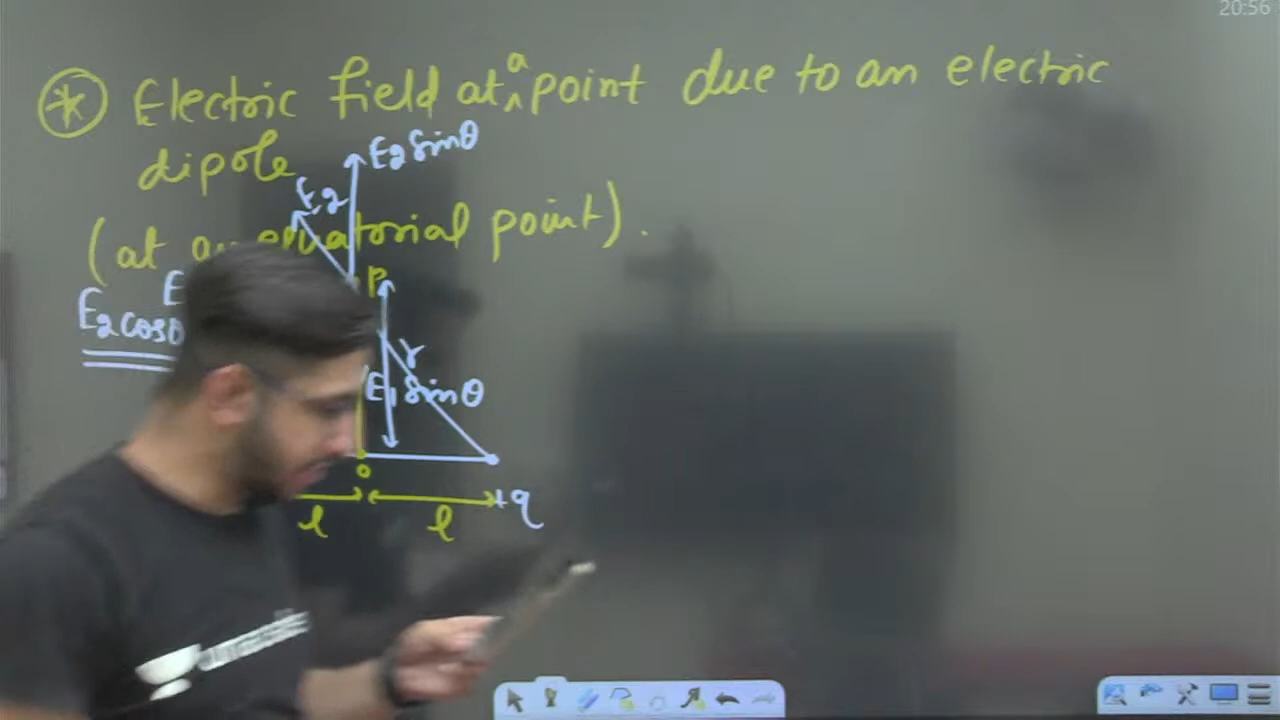 20:56
* Electric field at a point due to an electric
dipole
(at an equatorial point).
E2 sinθ
E2
P
E
E2 cosθ
r
E1 sinθ
O
+q
l
l